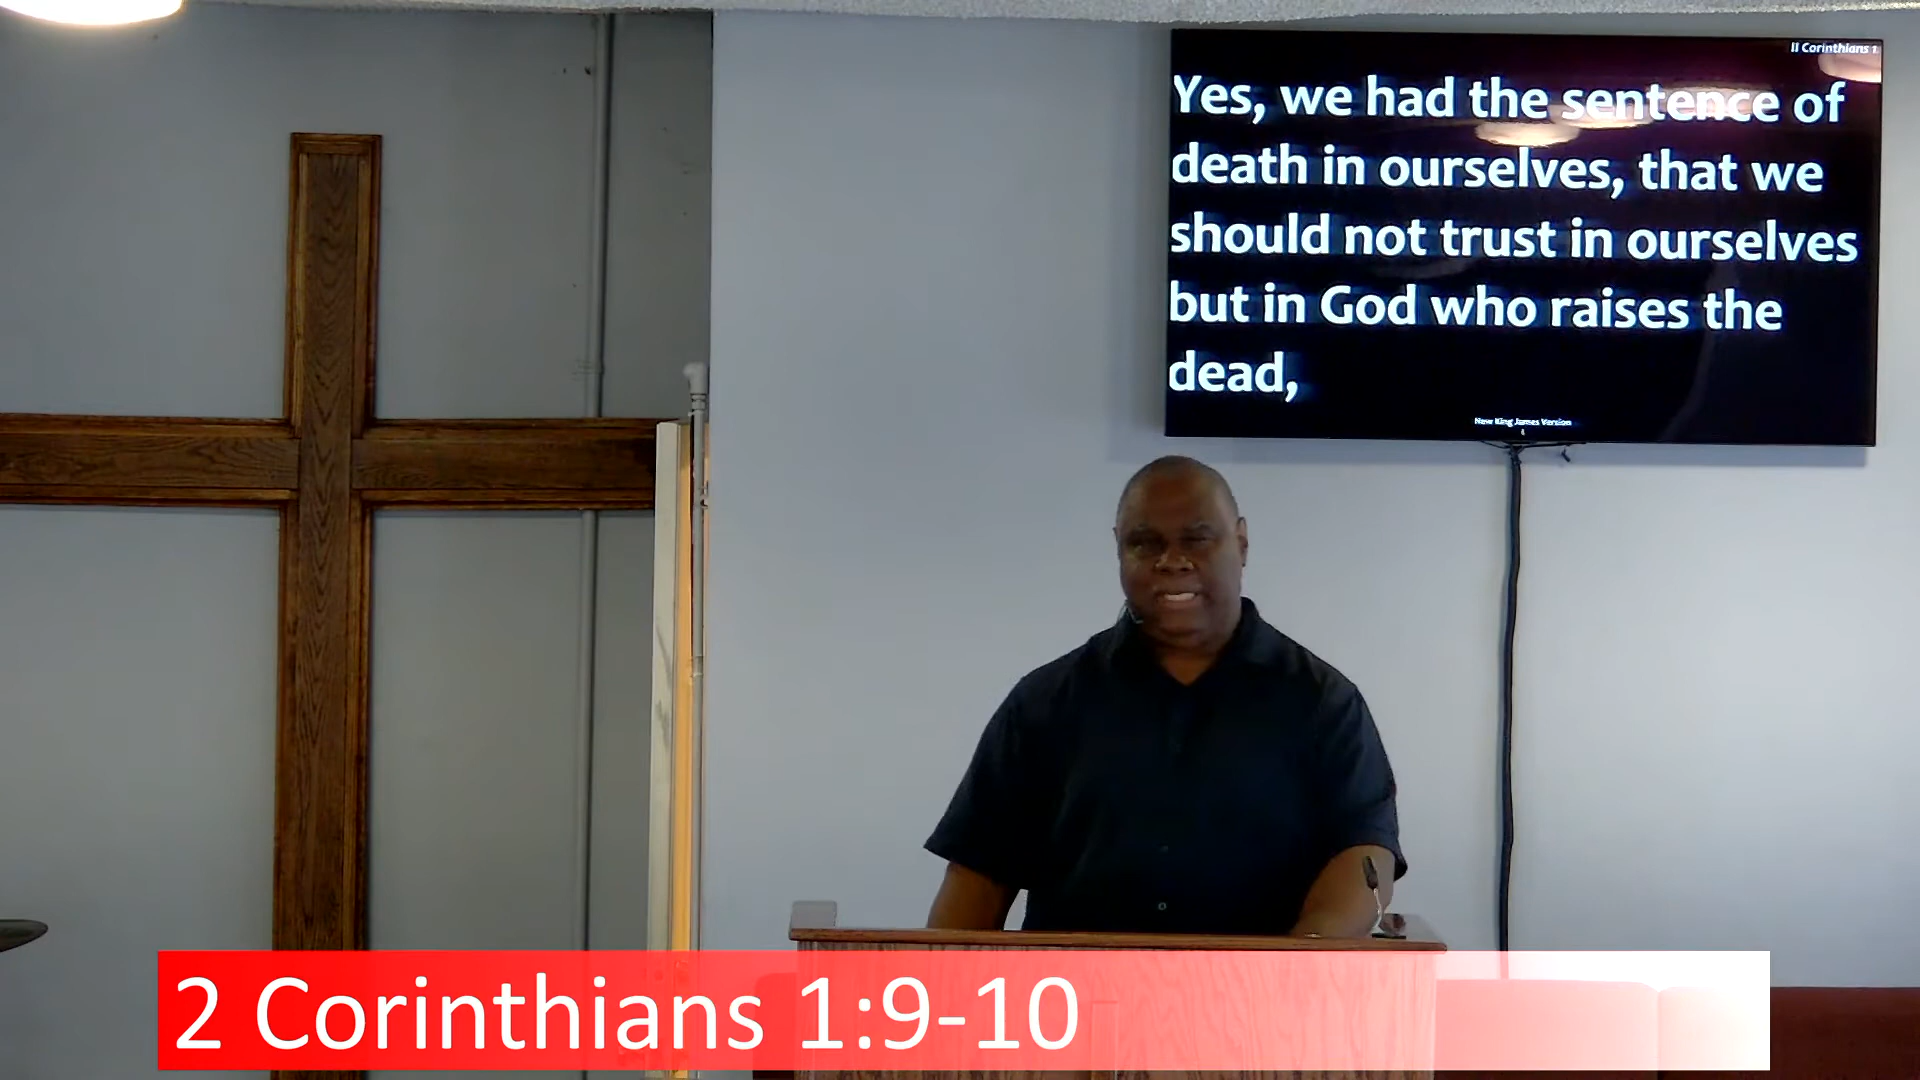 II Corinthians 1
Yes, we had the sentence of
death in ourselves, that we
should not trust in ourselves
but in God who raises the
dead,
New King James Version
2 Corinthians 1:9-10